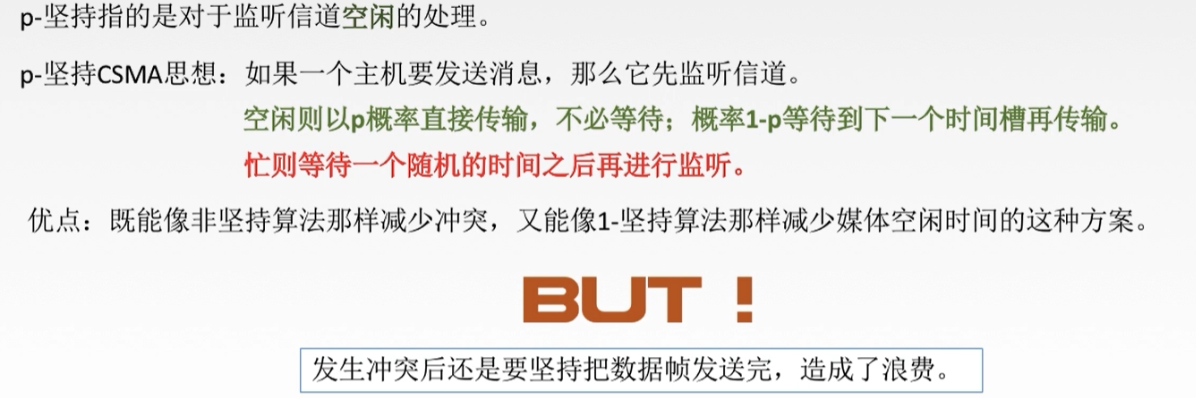 p-坚持指的是对于监听信道空闲的处理。
p-坚持CSMA思想：如果一个主机要发送消息，那么它先监听信道。
空闲则以p概率直接传输，不必等待；概率1-p等待到下一个时间槽再传输。
忙则等待一个随机的时间之后再进行监听。
优点：既能像非坚持算法那样减少冲突，又能像1-坚持算法那样减少媒体空闲时间的这种方案。
BUT！
发生冲突后还是要坚持把数据帧发送完，造成了浪费。